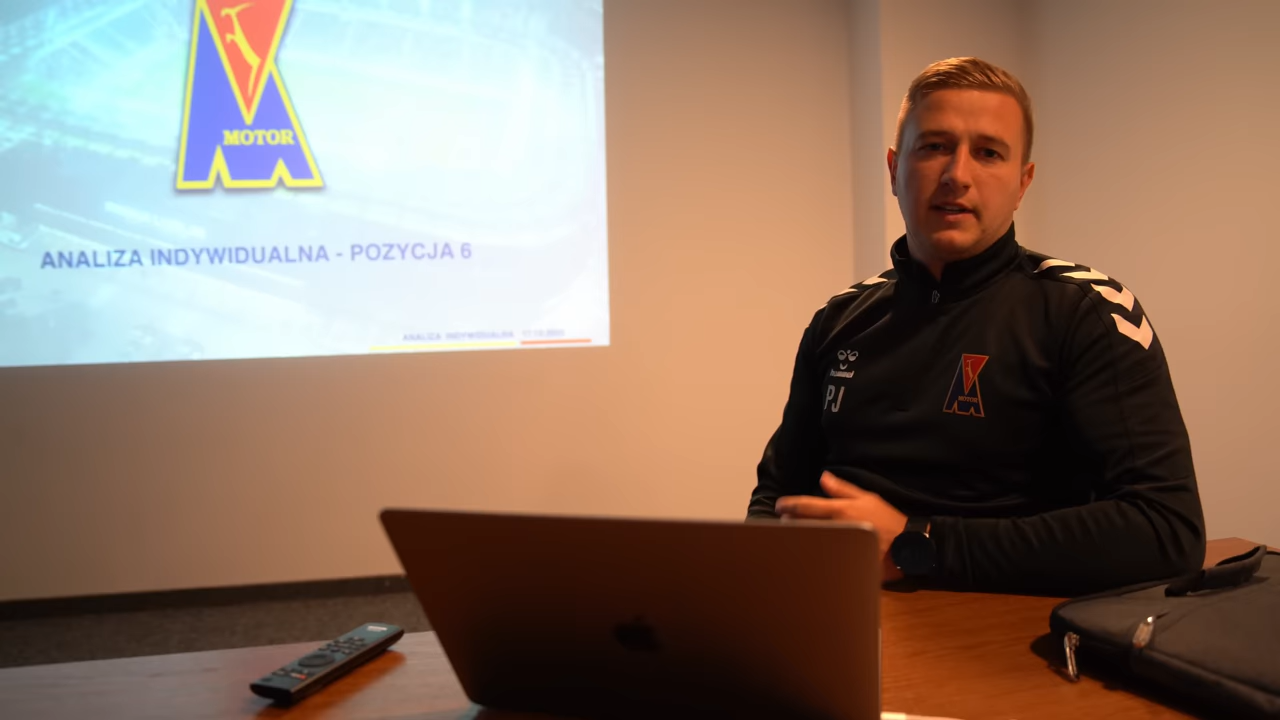 MOTOR
ANALIZA INDYWIDUALNA - POZYCJA 6
ANALIZA INDYWIDUALNA
hummel
PJ
MOTOR